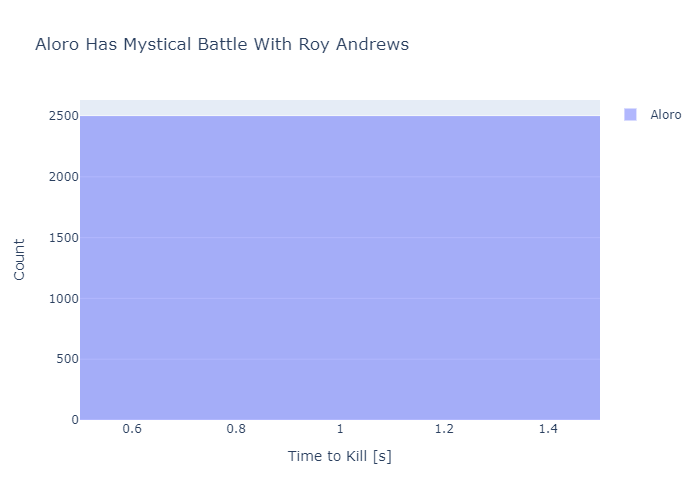 Aloro Has Mystical Battle With Roy Andrews
Aloro
2500
2000
1500
1000
500
0
Count
0.6 0.8 1 1.2 1.4
Time to Kill [s]